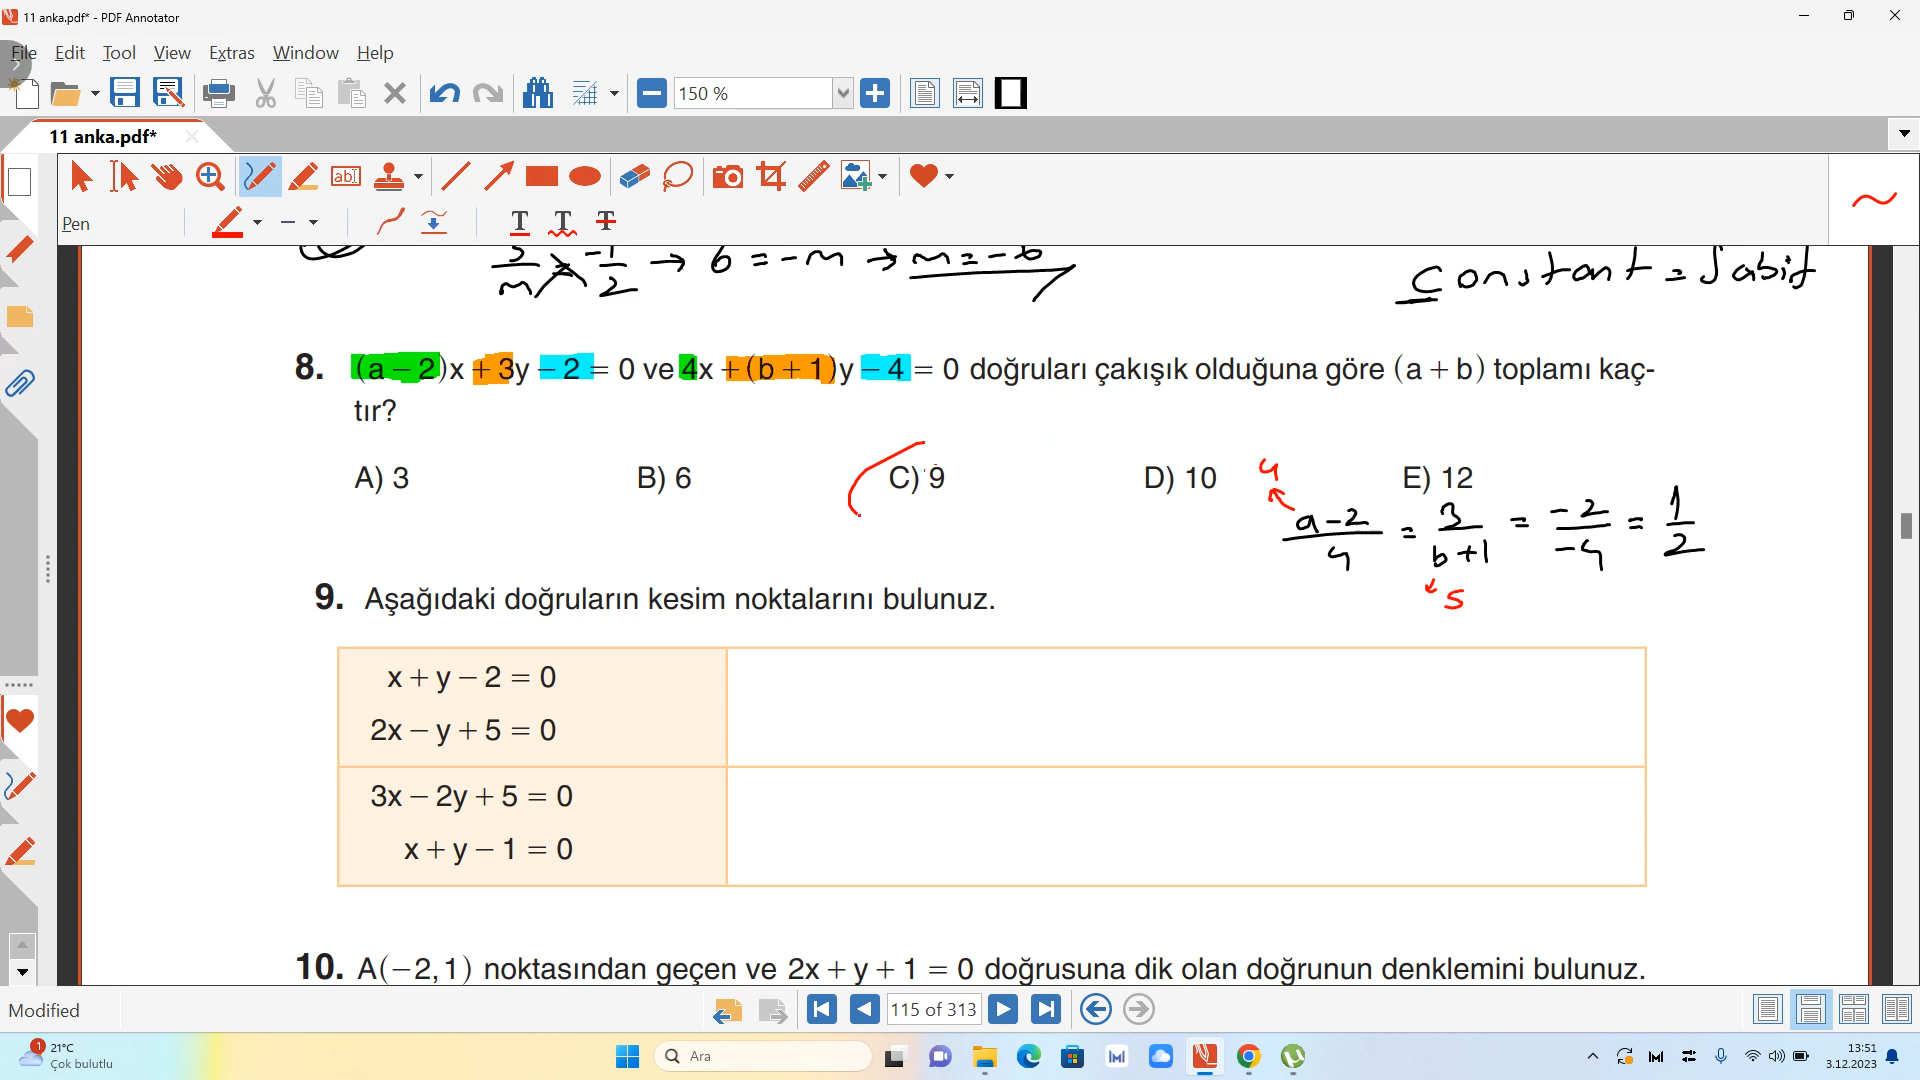 11 anka.pdf* - PDF Annotator
File Edit Tool View Extras Window Help
150 %
11 anka.pdf*
Pen
3/m = -1/2 → 6 = -m → m = -6
Constant = Sabit
8. (a − 2)x + 3y − 2 = 0 ve 4x + (b + 1)y − 4 = 0 doğruları çakışık olduğuna göre (a + b) toplamı kaç-
tır?
A) 3 B) 6 C) 9 D) 10 E) 12
4
a-2/4 = 3/b+1 = -2/-4 = 1/2
5
9. Aşağıdaki doğruların kesim noktalarını bulunuz.
x + y − 2 = 0
2x − y + 5 = 0
3x − 2y + 5 = 0
x + y − 1 = 0
10. A(−2, 1) noktasından geçen ve 2x + y + 1 = 0 doğrusuna dik olan doğrunun denklemini bulunuz.
Modified
115 of 313
1
21°C
Çok bulutlu
Ara
13:51
3.12.2023